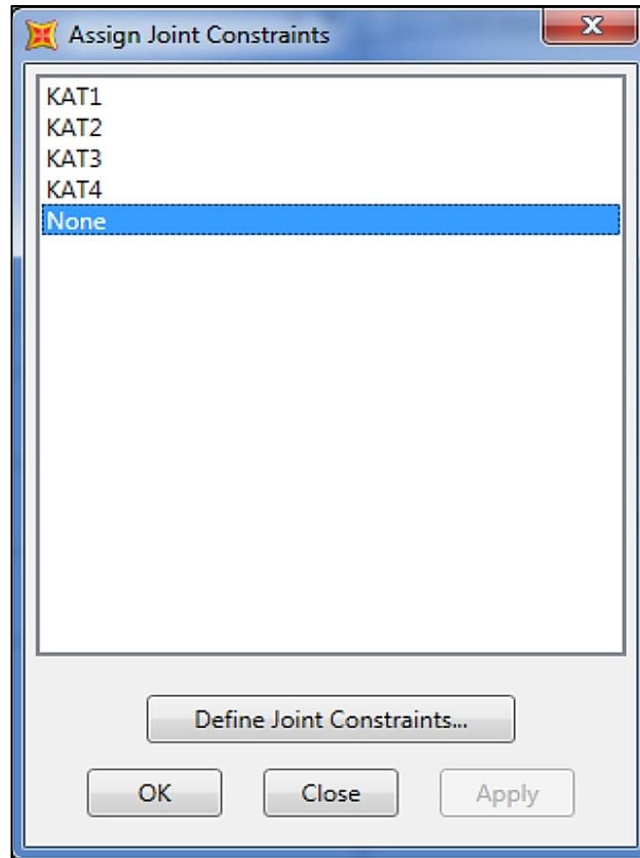 Assign Joint Constraints
KAT1
KAT2
KAT3
KAT4
None
Define Joint Constraints...
OK Close Apply